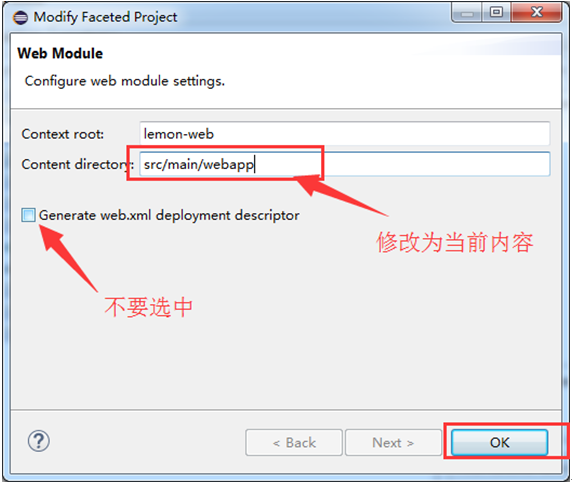 Modify Faceted Project
Web Module
Configure web module settings.
Context root: lemon-web
Content directory: src/main/webapp
Generate web.xml deployment descriptor
修改为当前内容
不要选中
? < Back Next > OK